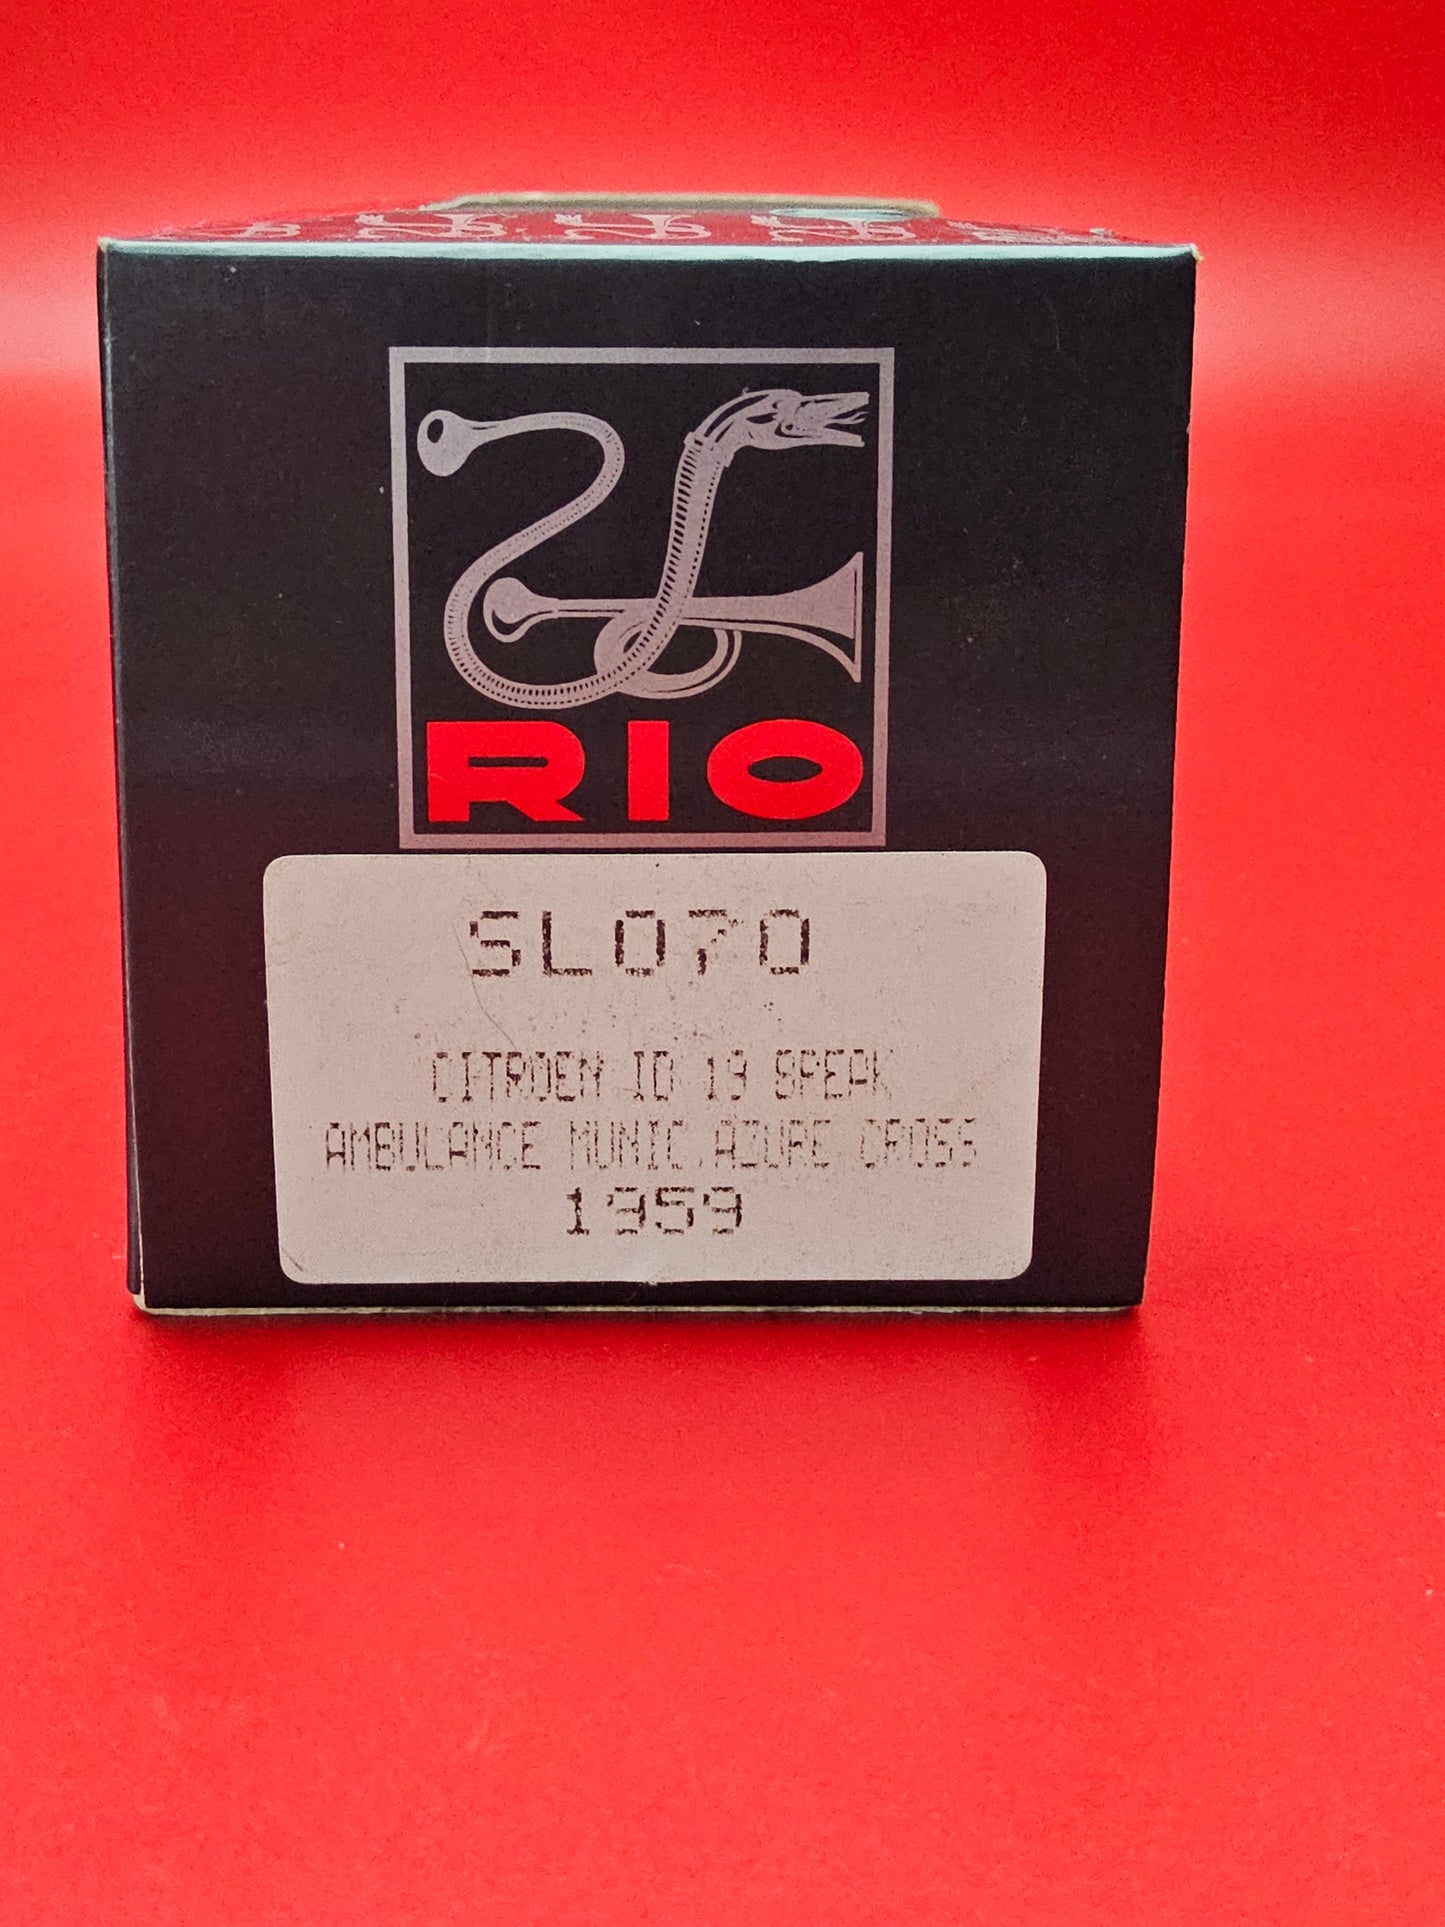 RIO
SL070
CITROEN ID 19 BREAK
AMBULANCE MUNIC.AZURE CROSS
1959